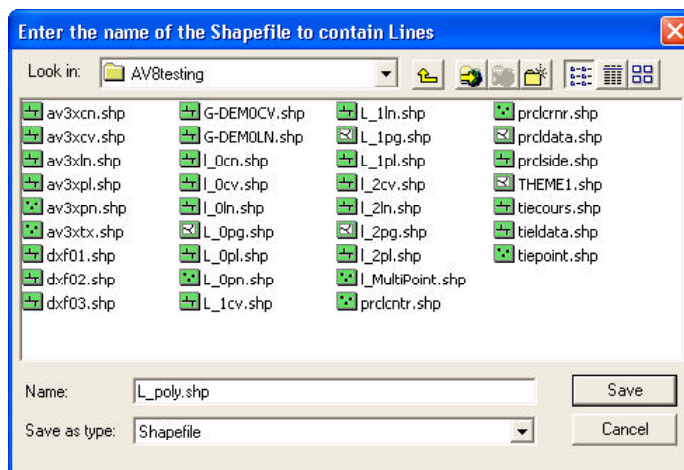 Enter the name of the Shapefile to contain Lines
Look in: AV8testing
av3xcn.shp G-DEM0CV.shp L_1ln.shp prclcrnr.shp
av3xcv.shp G-DEM0LN.shp L_1pg.shp prcldata.shp
av3xln.shp l_0cn.shp L_1pl.shp prclside.shp
av3xpl.shp l_0cv.shp l_2cv.shp THEME1.shp
av3xpn.shp l_0ln.shp l_2ln.shp tiecours.shp
av3xtx.shp L_0pg.shp l_2pg.shp tieldata.shp
dxf01.shp L_0pl.shp l_2pl.shp tiepoint.shp
dxf02.shp L_0pn.shp l_MultiPoint.shp
dxf03.shp L_1cv.shp prclcntr.shp
Name: L_poly.shp Save
Save as type: Shapefile Cancel